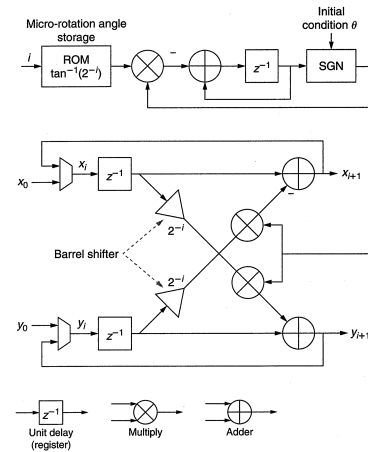 Micro-rotation angle
storage
Initial
condition θ
i
ROM
tan⁻¹(2⁻ⁱ)
−
z⁻¹
SGN
x₀
xᵢ
z⁻¹
xᵢ₊₁
−
2⁻ⁱ
Barrel shifter
2⁻ⁱ
y₀
yᵢ
z⁻¹
yᵢ₊₁
z⁻¹
Unit delay
(register)
Multiply
Adder